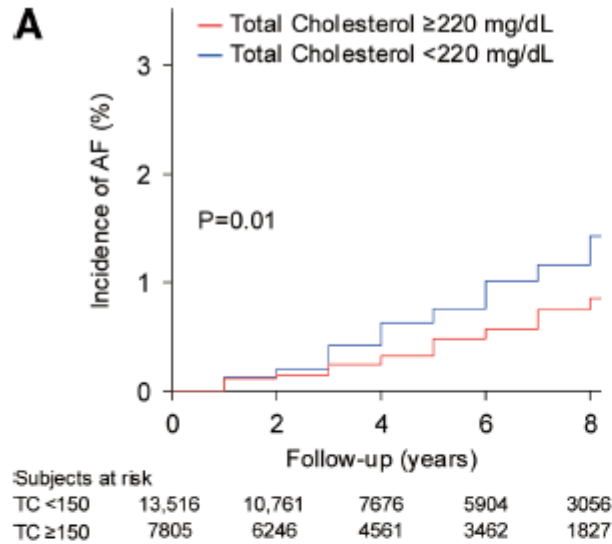 A
Total Cholesterol ≥220 mg/dL
Total Cholesterol <220 mg/dL
Incidence of AF (%)
3
2
1
0
P=0.01
0 2 4 6 8
Follow-up (years)
Subjects at risk
TC <150 13,516 10,761 7676 5904 3056
TC ≥150 7805 6246 4561 3462 1827